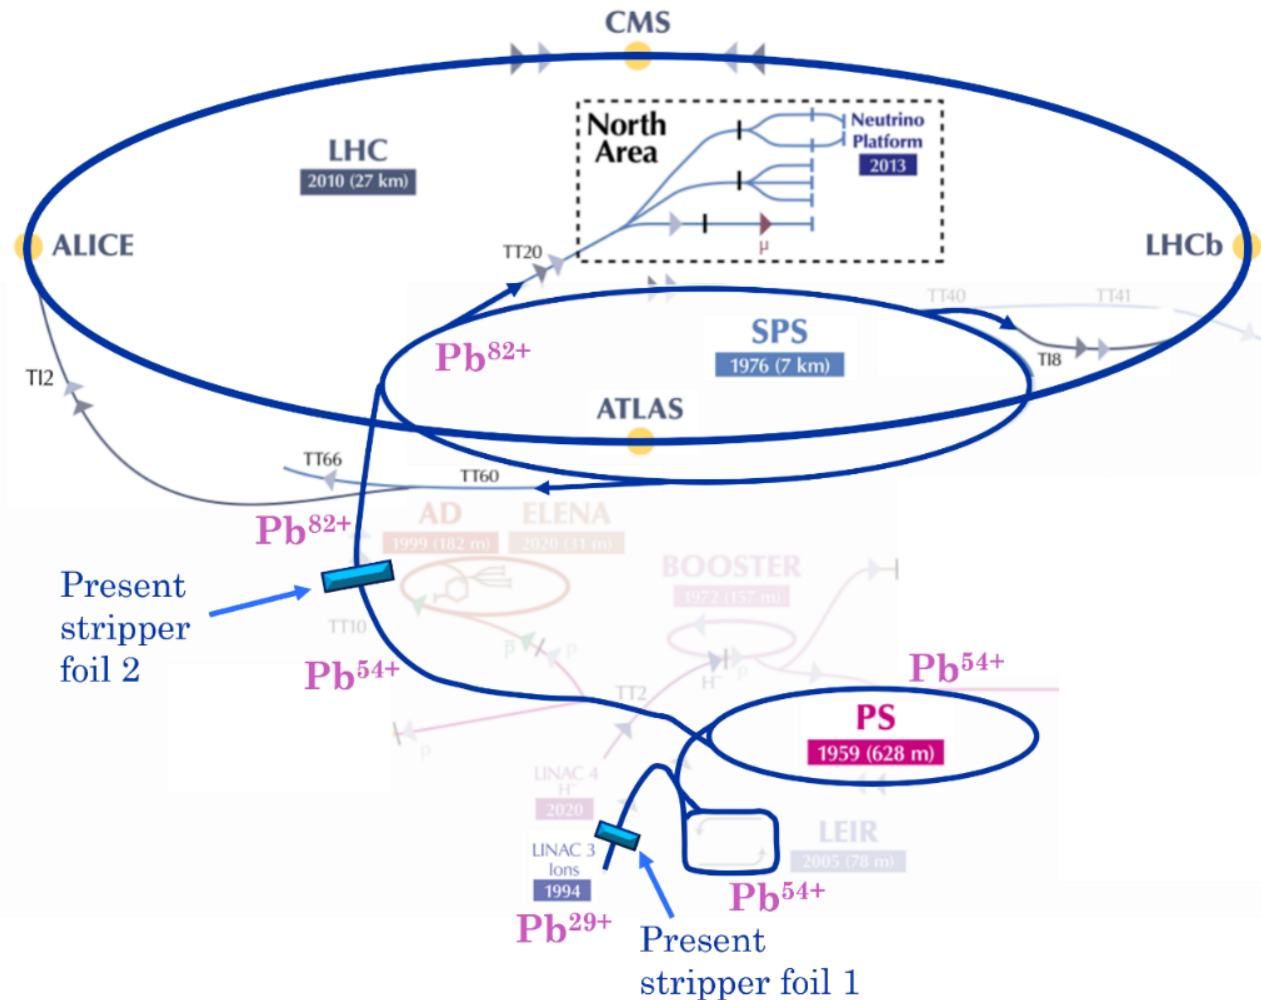 CMS
North
Area
Neutrino
Platform
2013
LHC
2010 (27 km)
μ
ALICE
LHCb
TT20
TT40
TT41
SPS
1976 (7 km)
Pb82+
TI8
TI2
ATLAS
TT66
TT60
Pb82+
AD
1999 (182 m)
ELENA
2020 (31 m)
BOOSTER
1972 (157 m)
Present
stripper
foil 2
TT10
p̅
p
H⁻
p
Pb54+
Pb54+
TT2
PS
1959 (628 m)
p
LINAC 4
H⁻
2020
LINAC 3
Ions
1994
LEIR
2005 (78 m)
Pb54+
Pb29+
Present
stripper foil 1